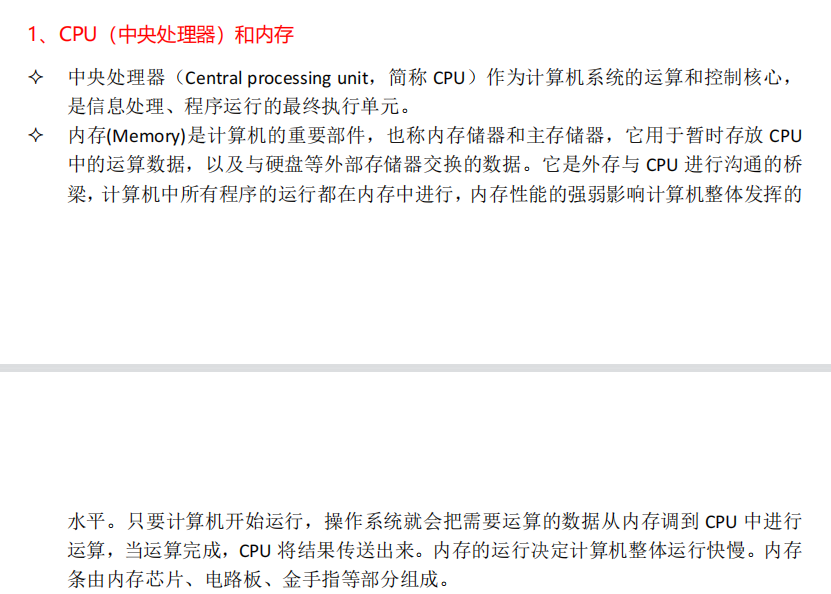 1、CPU（中央处理器）和内存
✧ 中央处理器（Central processing unit，简称 CPU）作为计算机系统的运算和控制核心，
是信息处理、程序运行的最终执行单元。
✧ 内存(Memory)是计算机的重要部件，也称内存储器和主存储器，它用于暂时存放 CPU
中的运算数据，以及与硬盘等外部存储器交换的数据。它是外存与 CPU 进行沟通的桥
梁，计算机中所有程序的运行都在内存中进行，内存性能的强弱影响计算机整体发挥的
水平。只要计算机开始运行，操作系统就会把需要运算的数据从内存调到 CPU 中进行
运算，当运算完成，CPU 将结果传送出来。内存的运行决定计算机整体运行快慢。内存
条由内存芯片、电路板、金手指等部分组成。